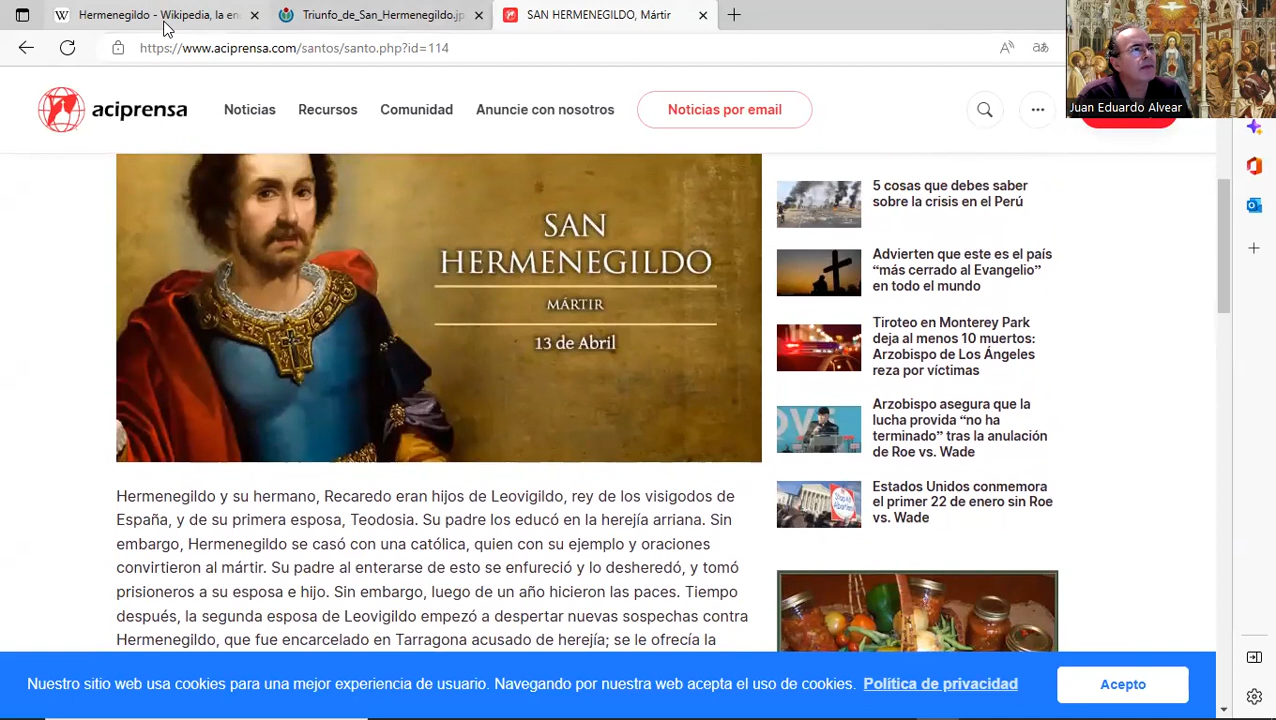 Hermenegildo - Wikipedia, la en
Triunfo_de_San_Hermenegildo.jp
SAN HERMENEGILDO, Mártir
https://www.aciprensa.com/santos/santo.php?id=114
aあ
Juan Eduardo Alvear
aciprensa
Noticias
Recursos
Comunidad
Anuncie con nosotros
Noticias por email
SAN
HERMENEGILDO
MÁRTIR
13 de Abril
5 cosas que debes saber
sobre la crisis en el Perú
Advierten que este es el país
“más cerrado al Evangelio”
en todo el mundo
Tiroteo en Monterey Park
deja al menos 10 muertos:
Arzobispo de Los Ángeles
reza por víctimas
Arzobispo asegura que la
lucha provida “no ha
terminado” tras la anulación
de Roe vs. Wade
Estados Unidos conmemora
el primer 22 de enero sin Roe
vs. Wade
Hermenegildo y su hermano, Recaredo eran hijos de Leovigildo, rey de los visigodos de
España, y de su primera esposa, Teodosia. Su padre los educó en la herejía arriana. Sin
embargo, Hermenegildo se casó con una católica, quien con su ejemplo y oraciones
convirtieron al mártir. Su padre al enterarse de esto se enfureció y lo desheredó, y tomó
prisioneros a su esposa e hijo. Sin embargo, luego de un año hicieron las paces. Tiempo
después, la segunda esposa de Leovigildo empezó a despertar nuevas sospechas contra
Hermenegildo, que fue encarcelado en Tarragona acusado de herejía; se le ofrecía la
Nuestro sitio web usa cookies para una mejor experiencia de usuario. Navegando por nuestra web acepta el uso de cookies. Política de privacidad
Acepto